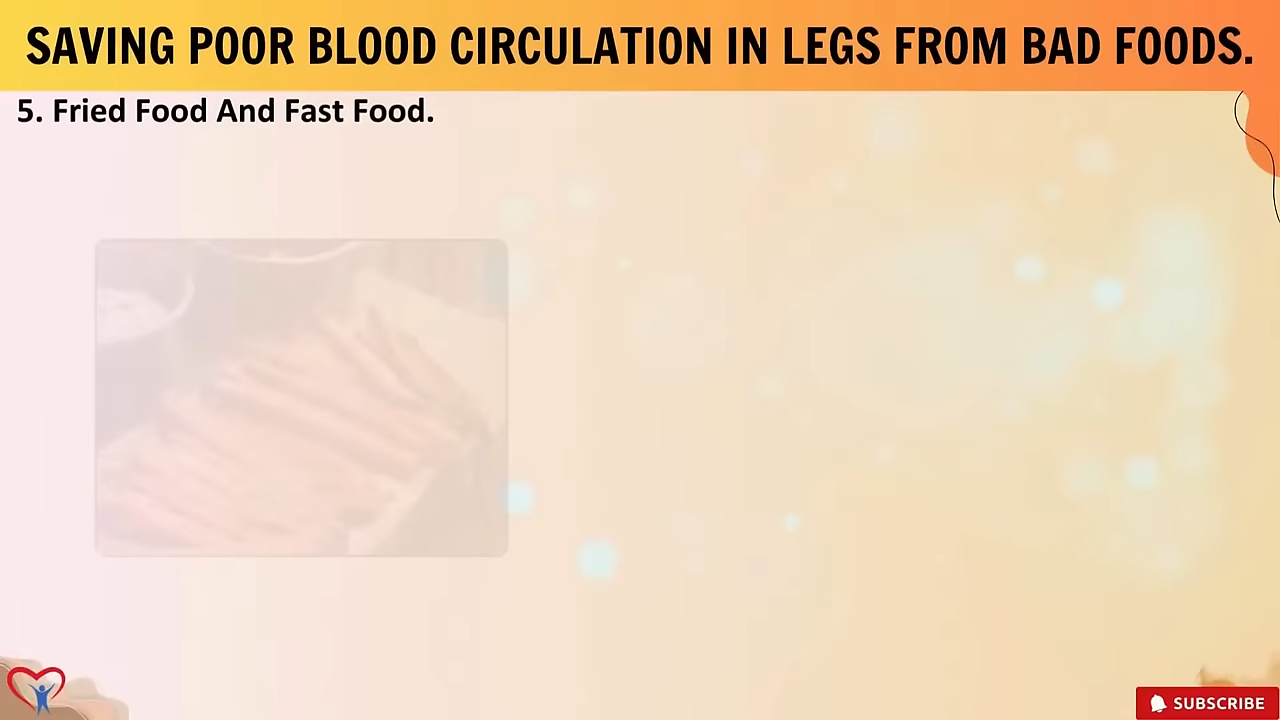 SAVING POOR BLOOD CIRCULATION IN LEGS FROM BAD FOODS.
5. Fried Food And Fast Food.
SUBSCRIBE